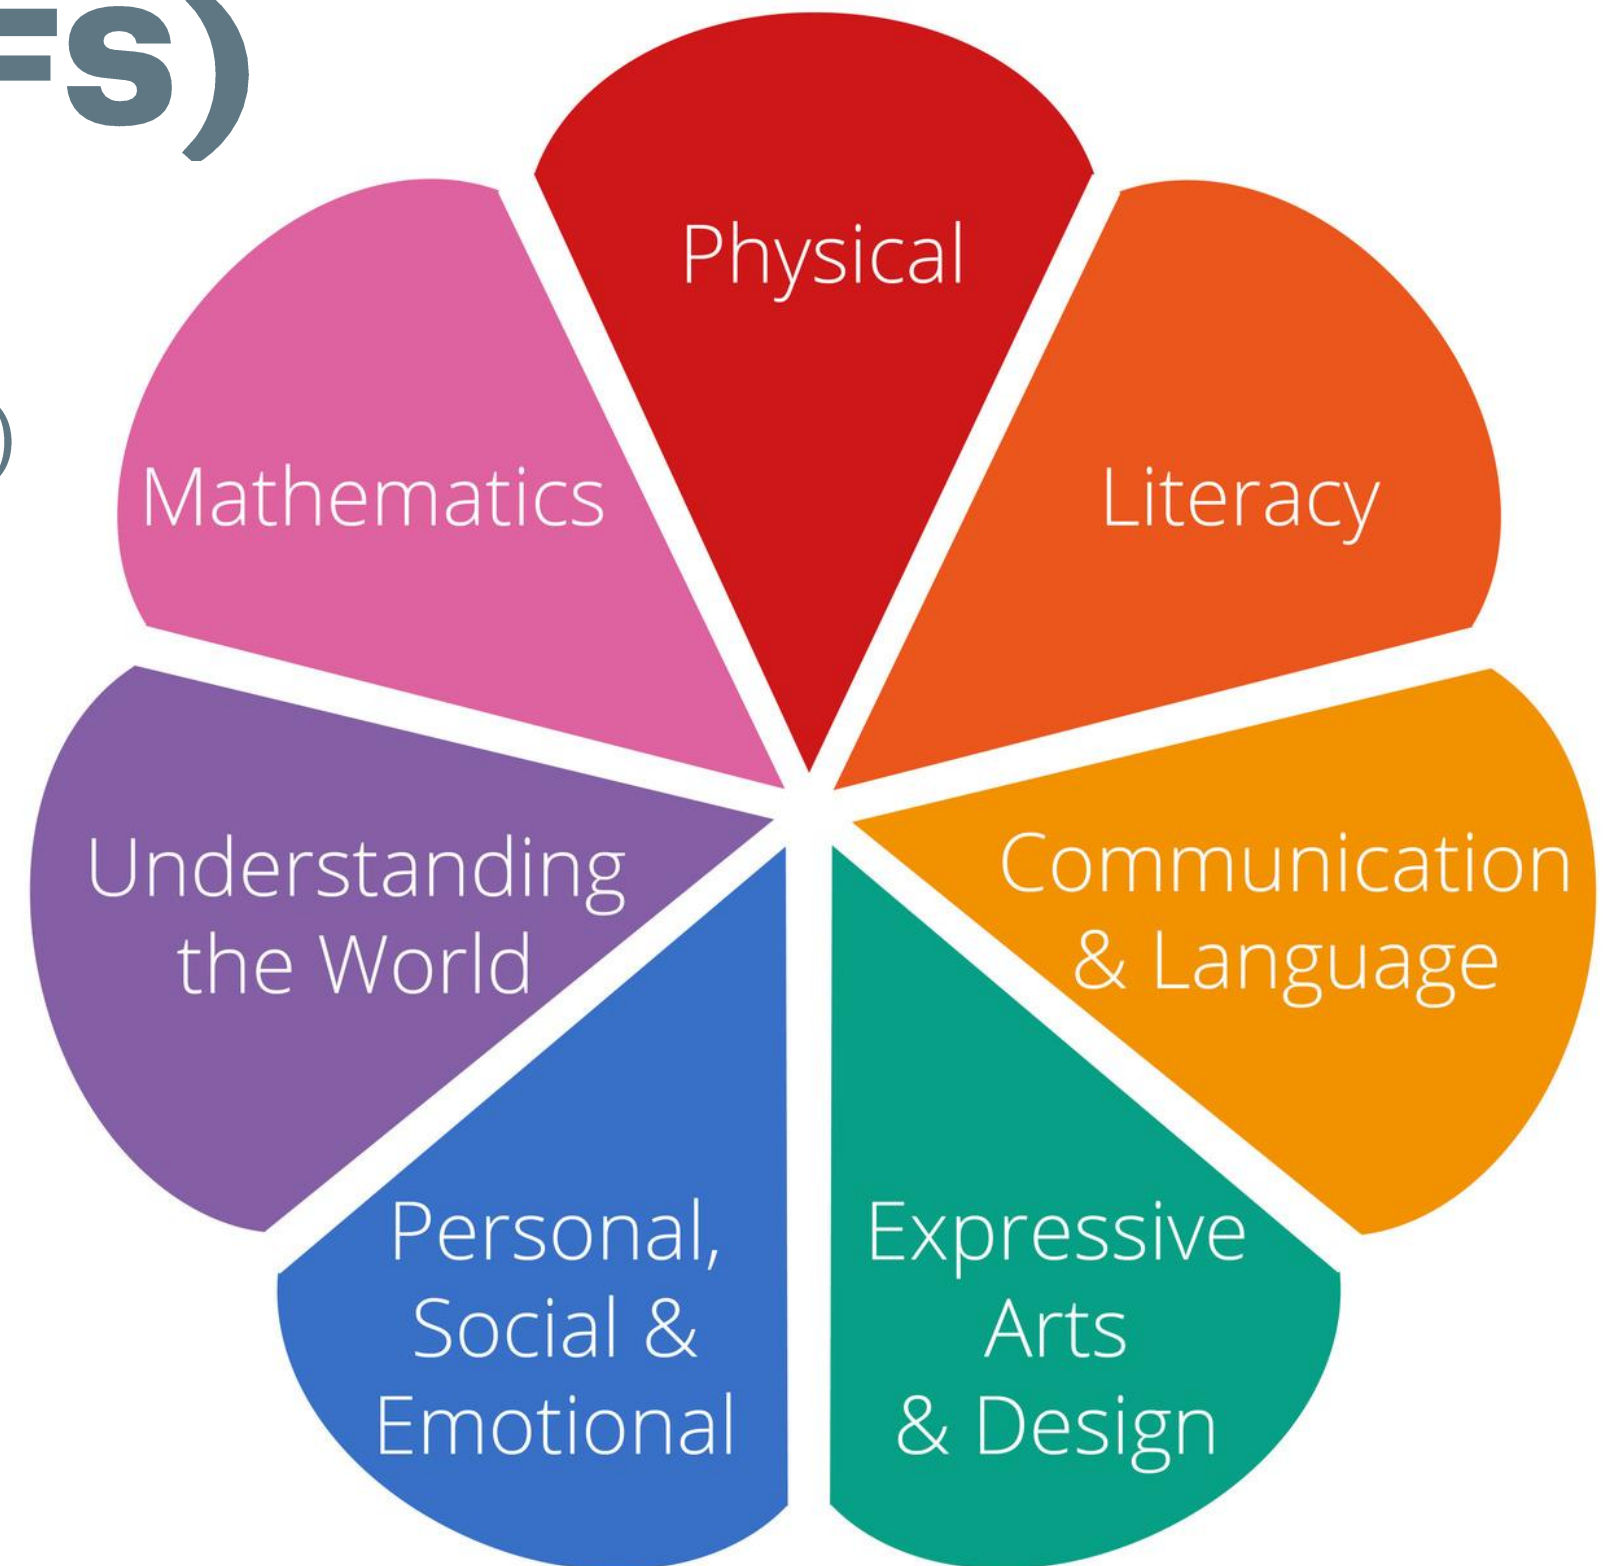 FS)
)
Physical
Mathematics
Literacy
Understanding
the World
Communication
& Language
Personal,
Social &
Emotional
Expressive
Arts
& Design